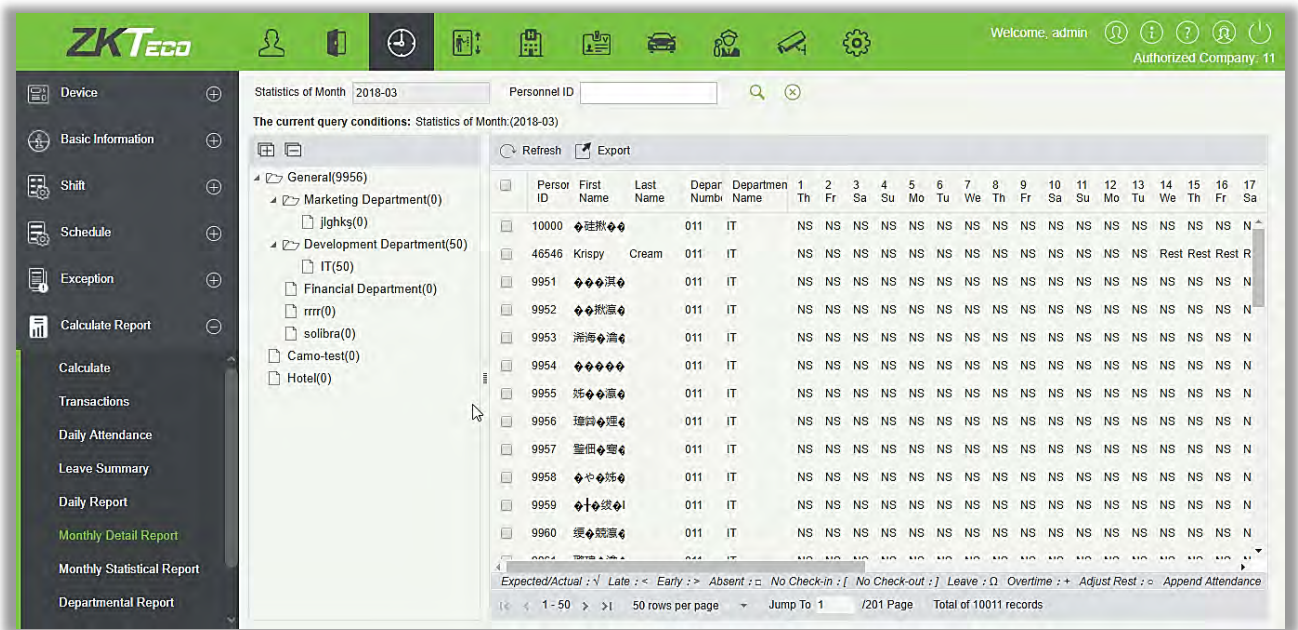 ZKTeco
Welcome, admin
Authorized Company: 11
Device
Basic Information
Shift
Schedule
Exception
Calculate Report
Calculate
Transactions
Daily Attendance
Leave Summary
Daily Report
Monthly Detail Report
Monthly Statistical Report
Departmental Report
Statistics of Month 2018-03 Personnel ID
The current query conditions: Statistics of Month:(2018-03)
General(9956)
Marketing Department(0)
jlghks(0)
Development Department(50)
IT(50)
Financial Department(0)
rrrr(0)
solibra(0)
Camo-test(0)
Hotel(0)
Refresh Export
Person First Last Depar Departmen 1 2 3 4 5 6 7 8 9 10 11 12 13 14 15 16 17
ID Name Name Numbe Name Th Fr Sa Su Mo Tu We Th Fr Sa Su Mo Tu We Th Fr Sa
10000 �硅揪�� 011 IT NS NS NS NS NS NS NS NS NS NS NS NS NS NS NS NS N
46546 Krispy Cream 011 IT NS NS NS NS NS NS NS NS NS NS NS NS NS Rest Rest Rest R
9951 ���淇� 011 IT NS NS NS NS NS NS NS NS NS NS NS NS NS NS NS NS N
9952 ��揪瀛� 011 IT NS NS NS NS NS NS NS NS NS NS NS NS NS NS NS NS N
9953 011 IT NS NS NS NS NS NS NS NS NS NS NS NS NS NS NS NS N
9954 ����� 011 IT NS NS NS NS NS NS NS NS NS NS NS NS NS NS NS NS N
9955 011 IT NS NS NS NS NS NS NS NS NS NS NS NS NS NS NS NS N
9956 011 IT NS NS NS NS NS NS NS NS NS NS NS NS NS NS NS NS N
9957 011 IT NS NS NS NS NS NS NS NS NS NS NS NS NS NS NS NS N
9958 011 IT NS NS NS NS NS NS NS NS NS NS NS NS NS NS NS NS N
9959 011 IT NS NS NS NS NS NS NS NS NS NS NS NS NS NS NS NS N
9960 011 IT NS NS NS NS NS NS NS NS NS NS NS NS NS NS NS NS N
Expected/Actual : √ Late : < Early : > Absent : □ No Check-in : [ No Check-out : ] Leave : Ω Overtime : + Adjust Rest : ○ Append Attendance
1 - 50 50 rows per page Jump To 1 /201 Page Total of 10011 records